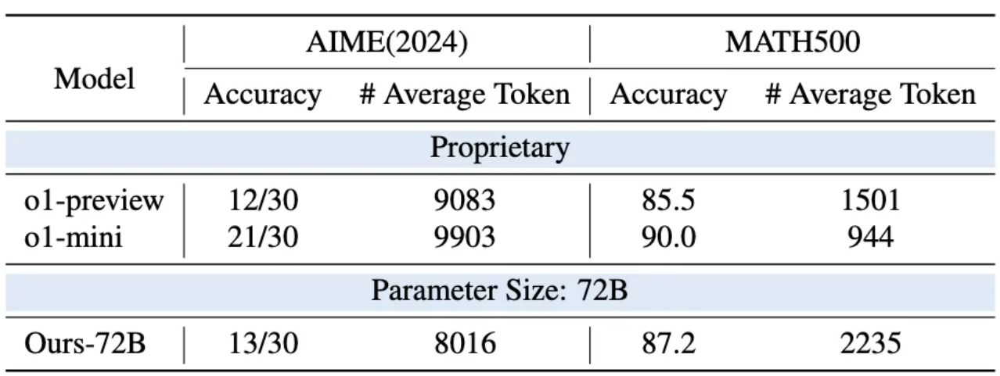 Model AIME(2024) MATH500
Accuracy # Average Token Accuracy # Average Token
Proprietary
o1-preview 12/30 9083 85.5 1501
o1-mini 21/30 9903 90.0 944
Parameter Size: 72B
Ours-72B 13/30 8016 87.2 2235